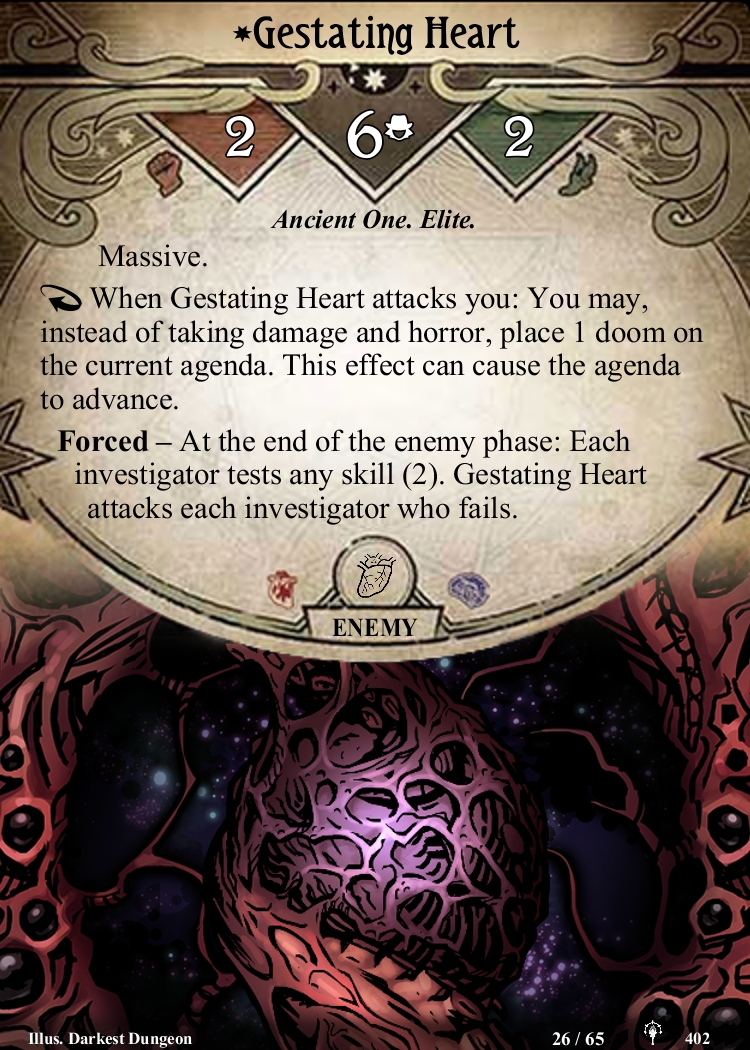 Gestating Heart
2 6 2
Ancient One. Elite.
Massive.
When Gestating Heart attacks you: You may,
instead of taking damage and horror, place 1 doom on
the current agenda. This effect can cause the agenda
to advance.
Forced – At the end of the enemy phase: Each
investigator tests any skill (2). Gestating Heart
attacks each investigator who fails.
ENEMY
Illus. Darkest Dungeon 26 / 65 402